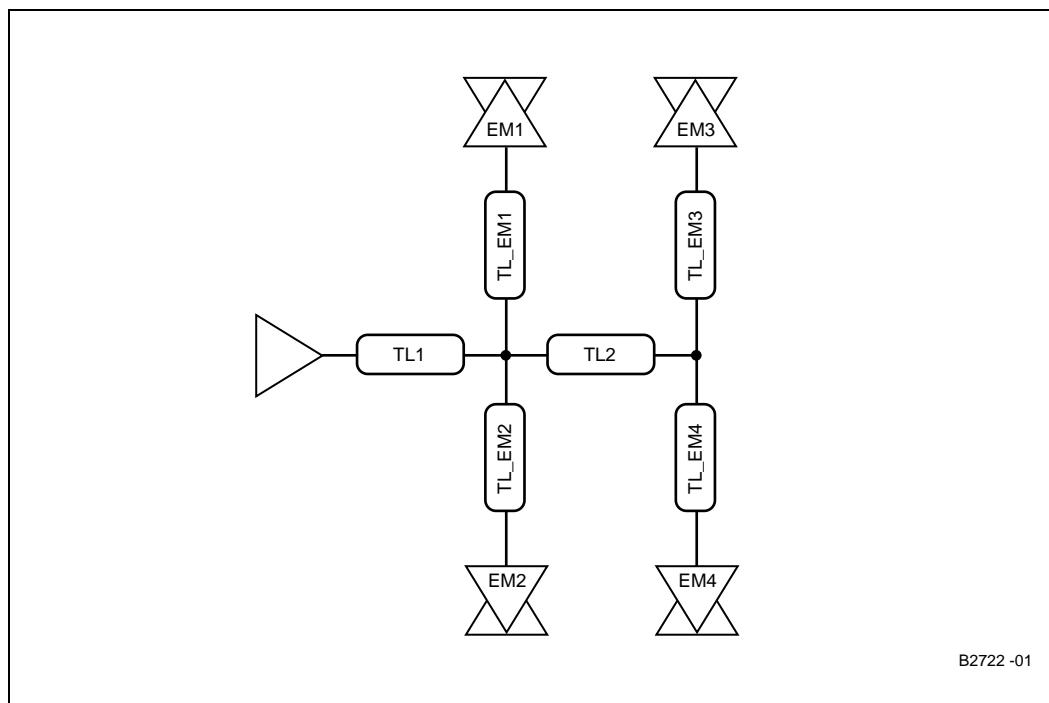 EM1
EM3
TL_EM1
TL_EM3
TL1
TL2
TL_EM2
TL_EM4
EM2
EM4
B2722 -01